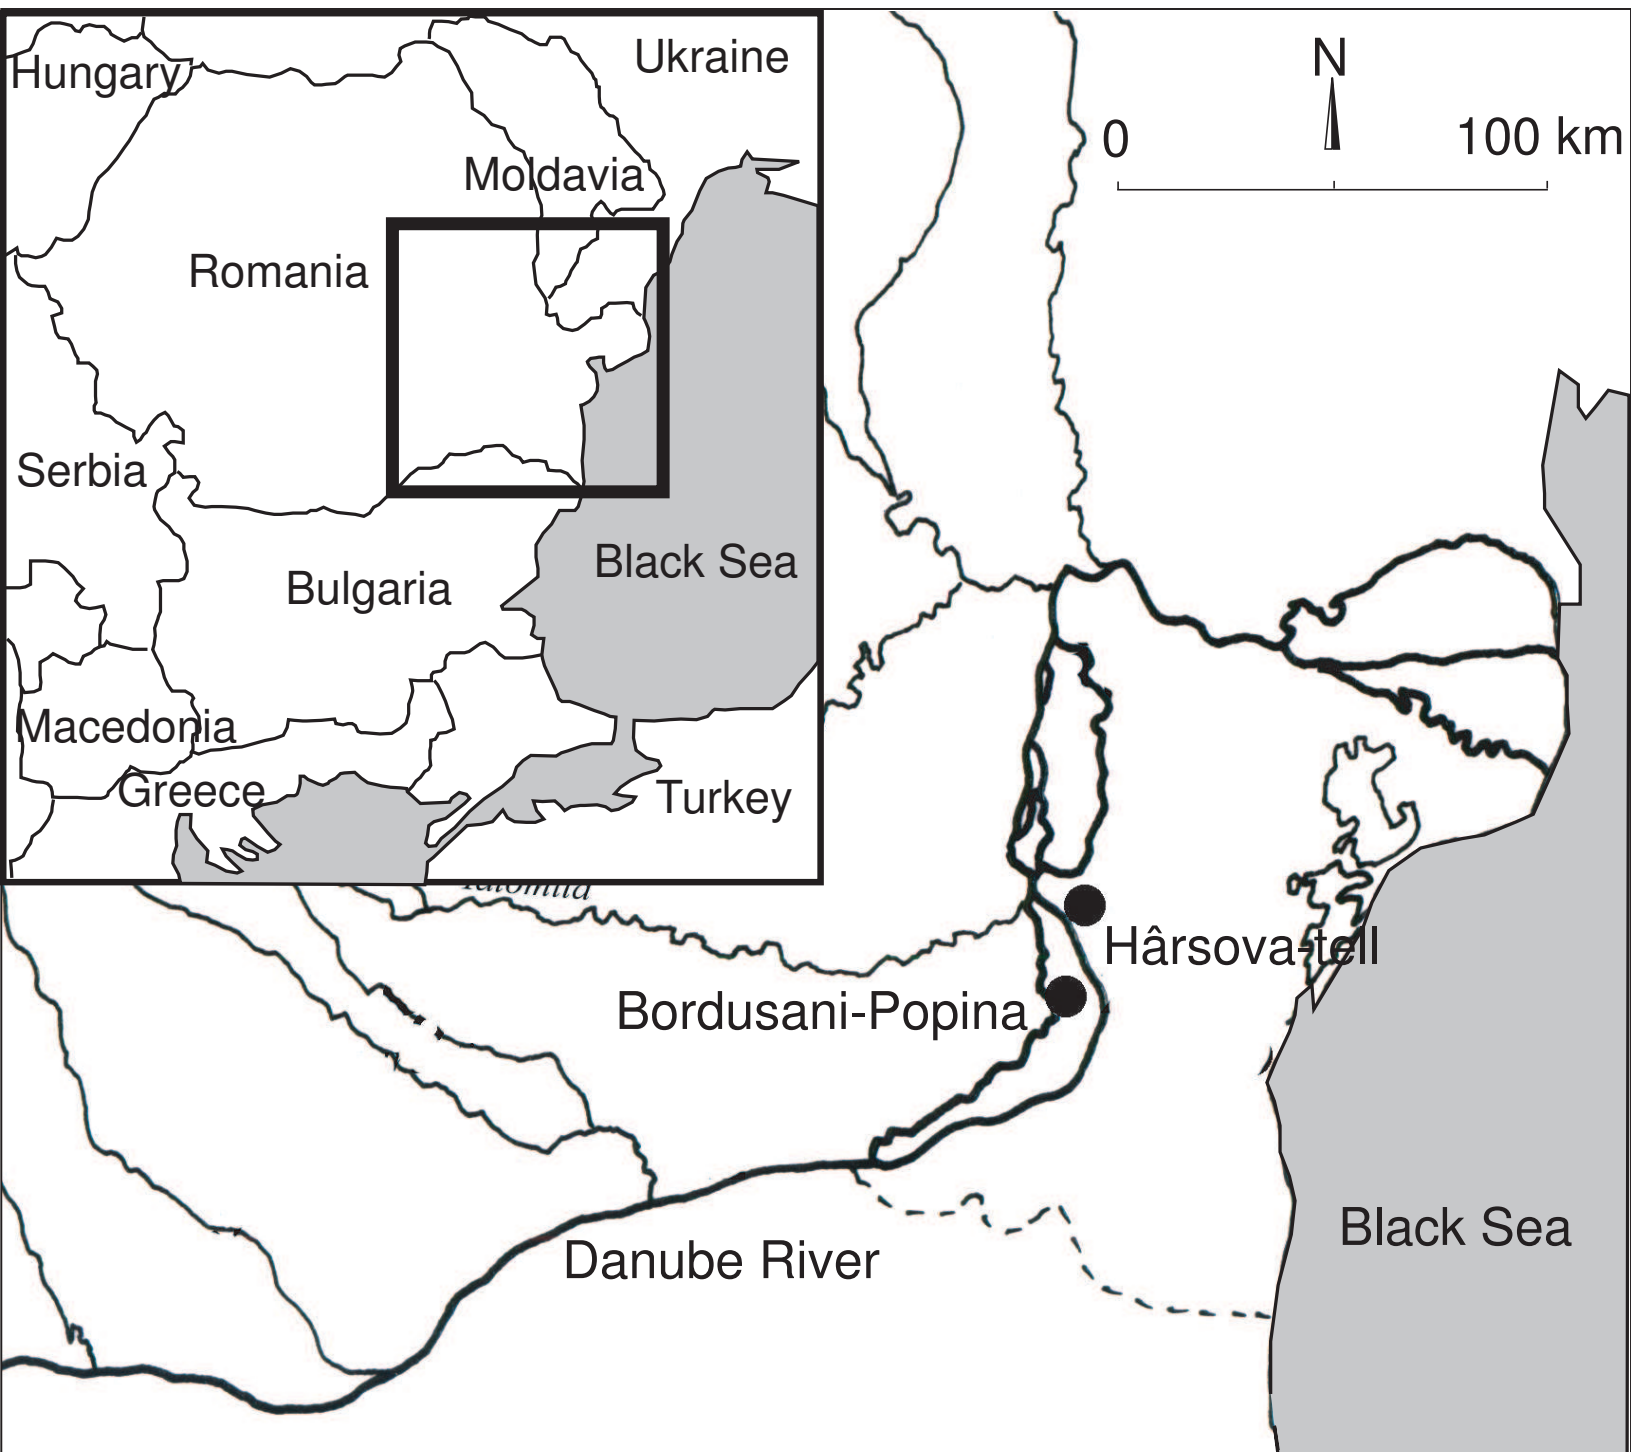 Hungary
Ukraine
Moldavia
Romania
Serbia
Black Sea
Bulgaria
Macedonia
Greece
Turkey
N
0
100 km
Hârsova-tell
Bordusani-Popina
Danube River
Black Sea